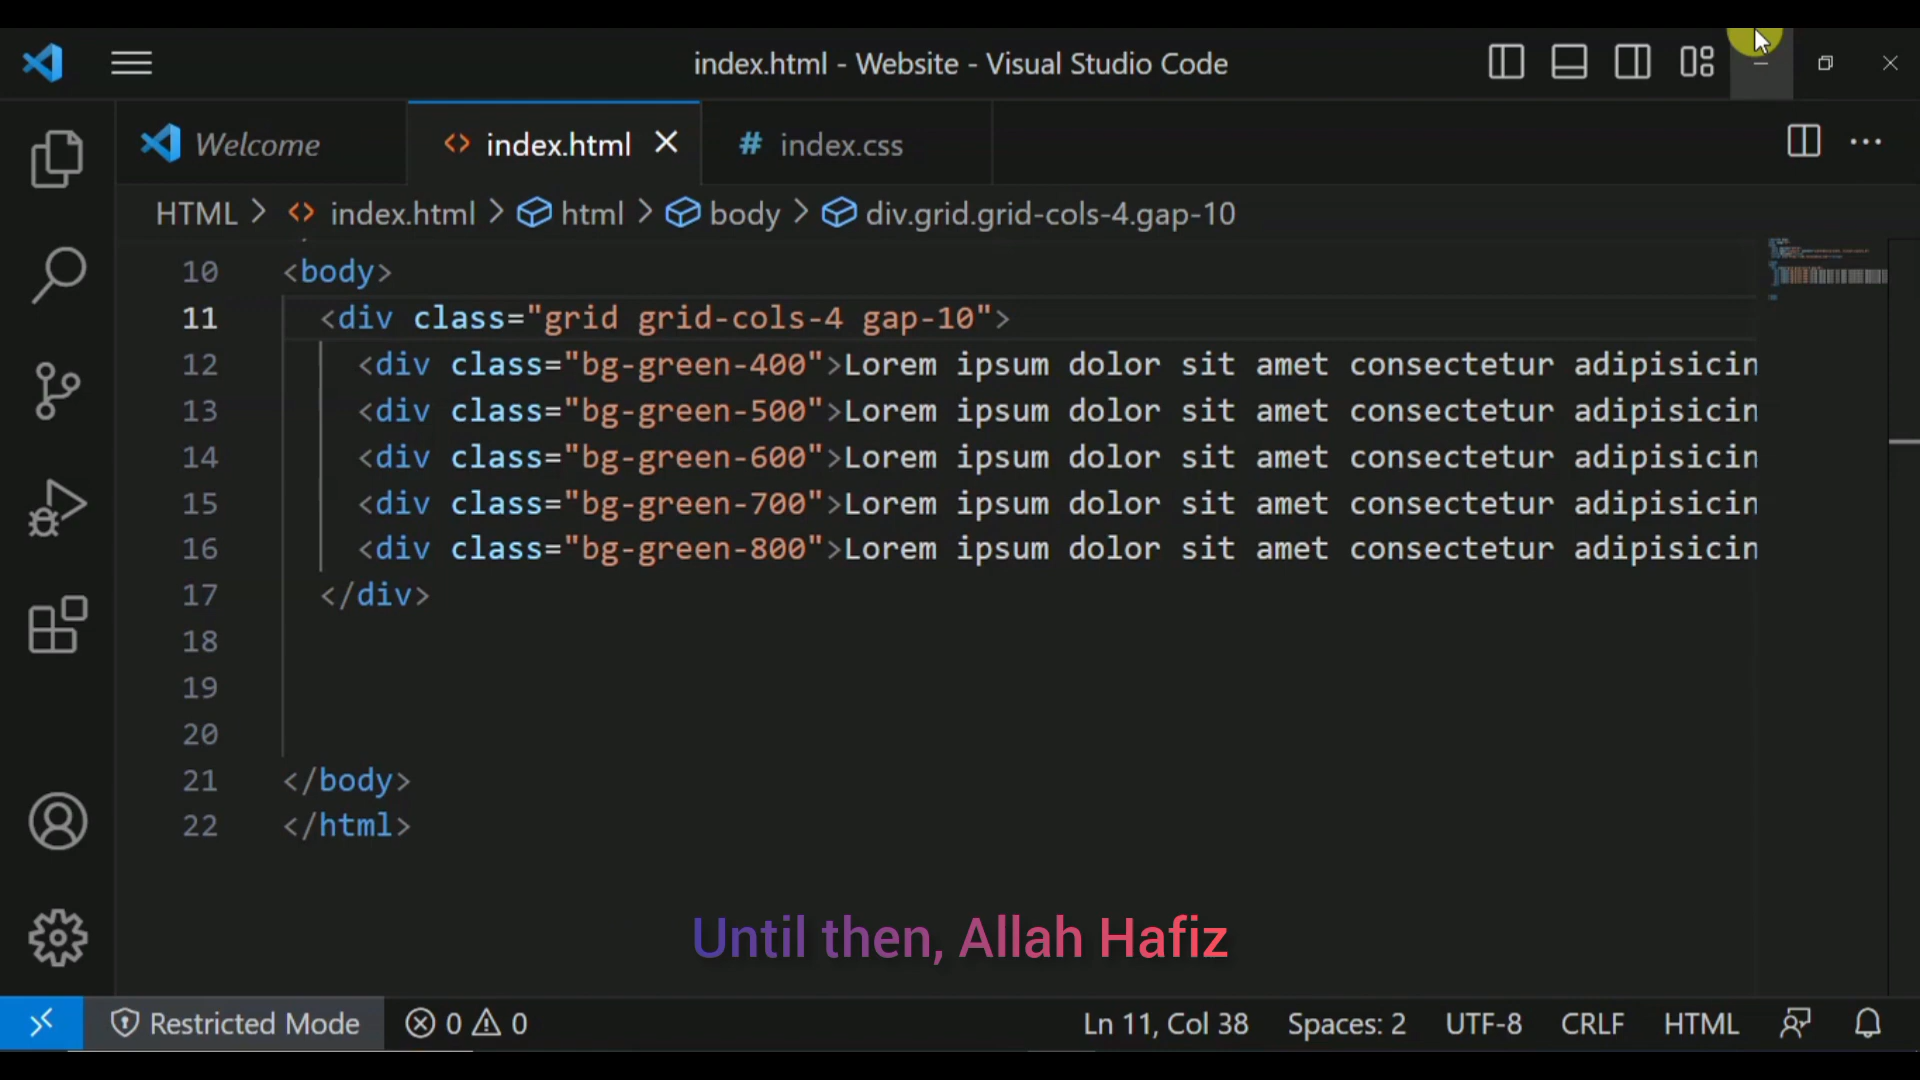 index.html - Website - Visual Studio Code
Welcome
index.html
index.css
HTML > index.html > html > body > div.grid.grid-cols-4.gap-10
10 <body>
11 <div class="grid grid-cols-4 gap-10">
12 <div class="bg-green-400">Lorem ipsum dolor sit amet consectetur adipisicin
13 <div class="bg-green-500">Lorem ipsum dolor sit amet consectetur adipisicin
14 <div class="bg-green-600">Lorem ipsum dolor sit amet consectetur adipisicin
15 <div class="bg-green-700">Lorem ipsum dolor sit amet consectetur adipisicin
16 <div class="bg-green-800">Lorem ipsum dolor sit amet consectetur adipisicin
17 </div>
18
19
20
21 </body>
22 </html>
Until then, Allah Hafiz
Restricted Mode 0 0 Ln 11, Col 38 Spaces: 2 UTF-8 CRLF HTML